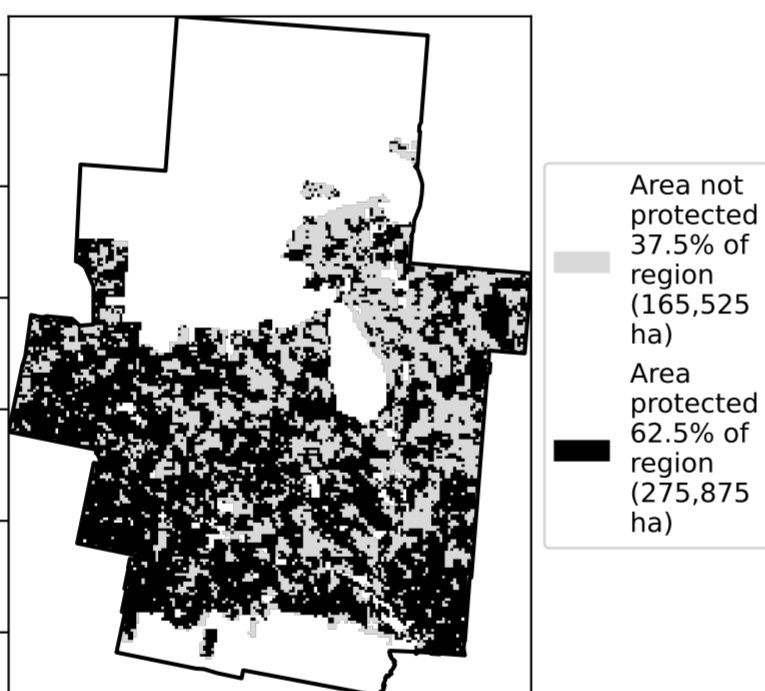 Area not
protected
37.5% of
region
(165,525
ha)
Area
protected
62.5% of
region
(275,875
ha)